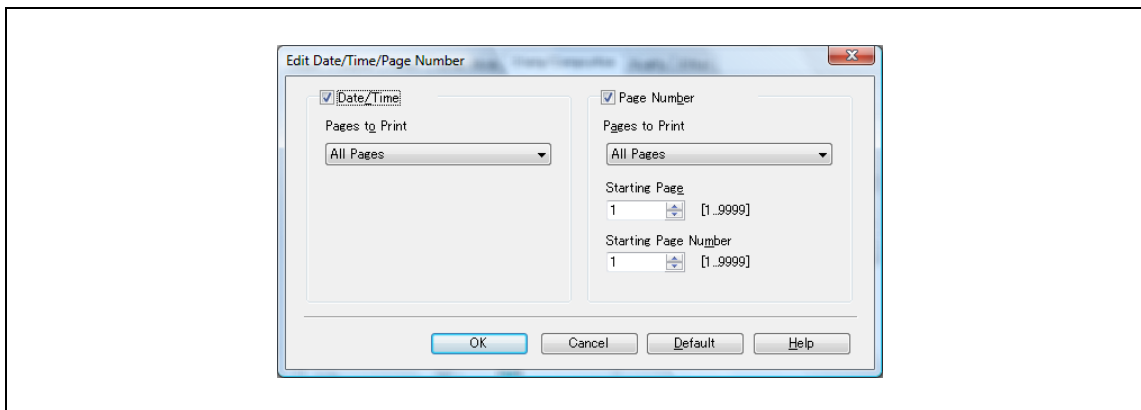 Edit Date/Time/Page Number
Date/Time
Pages to Print
All Pages
Page Number
Pages to Print
All Pages
Starting Page
1 [1..9999]
Starting Page Number
1 [1..9999]
OK Cancel Default Help